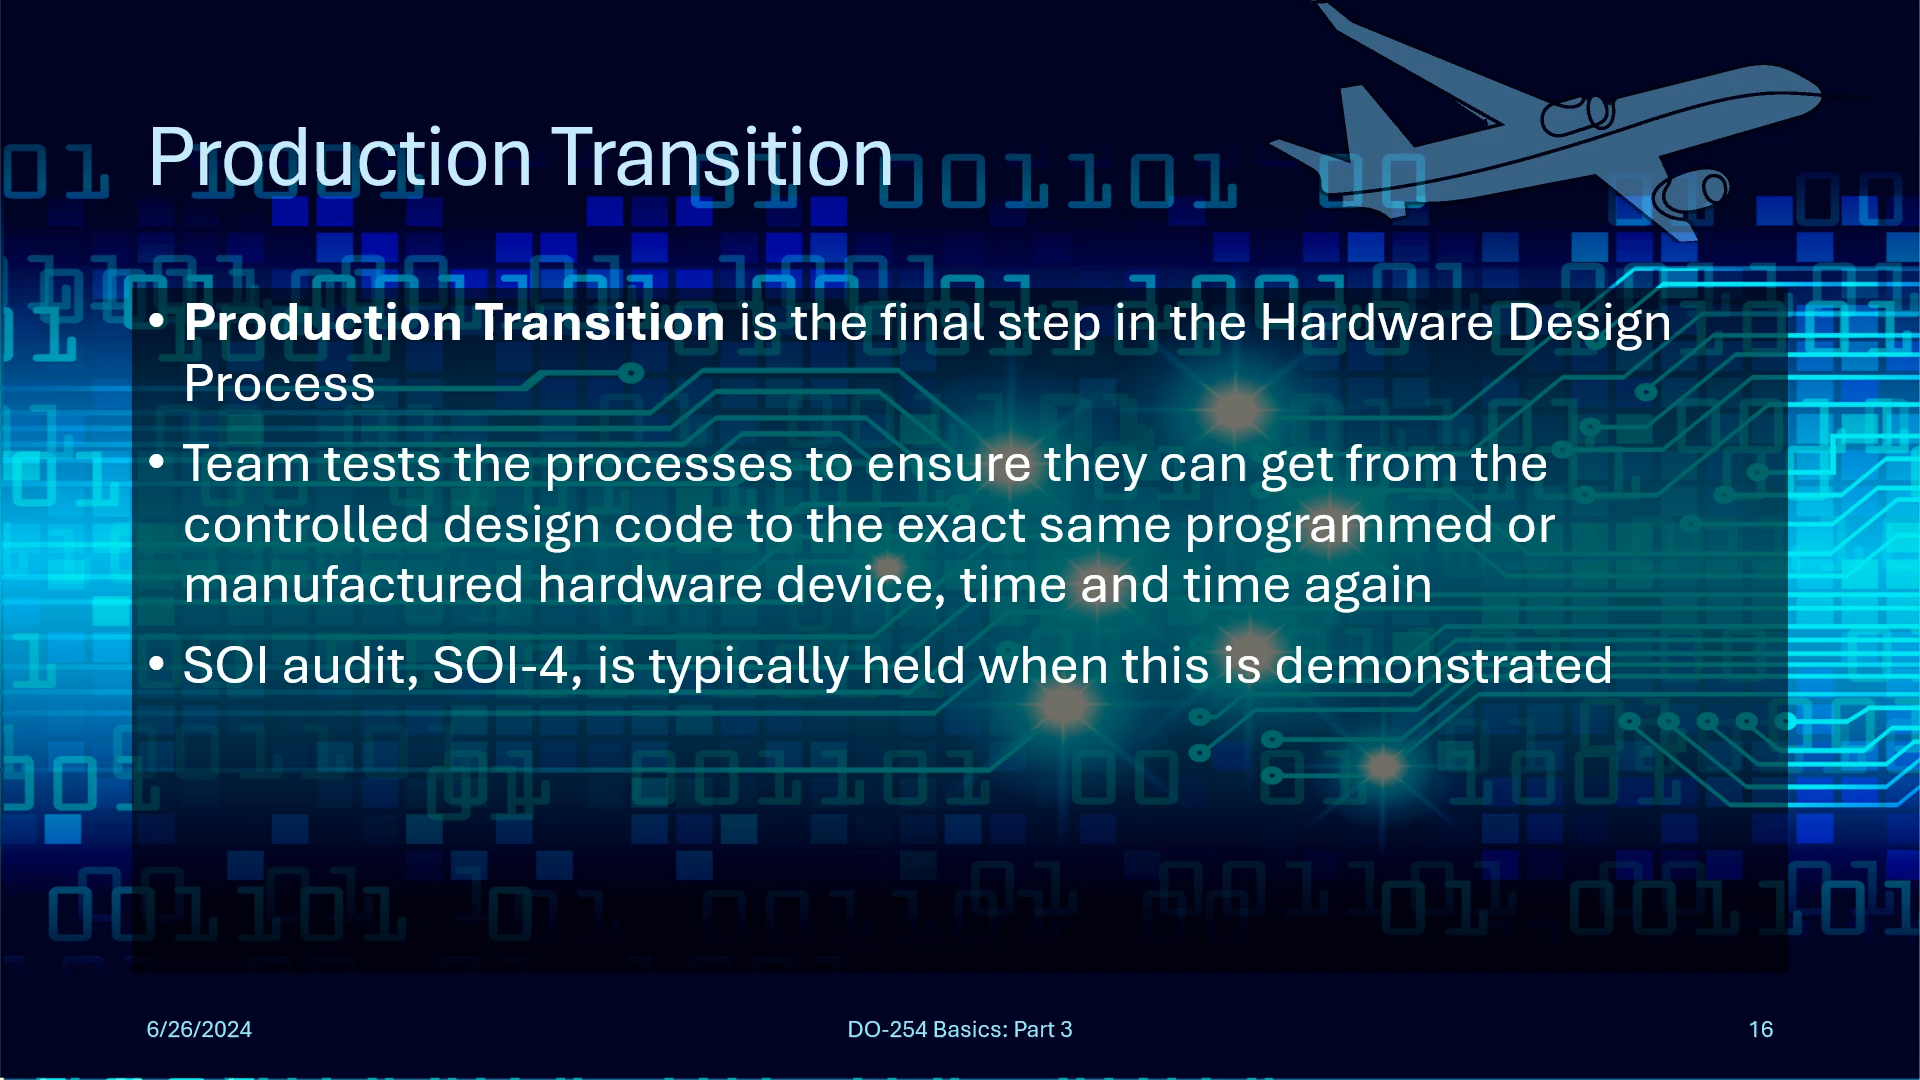 Production Transition
• Production Transition is the final step in the Hardware Design
Process
• Team tests the processes to ensure they can get from the
controlled design code to the exact same programmed or
manufactured hardware device, time and time again
• SOI audit, SOI-4, is typically held when this is demonstrated
6/26/2024
DO-254 Basics: Part 3
16